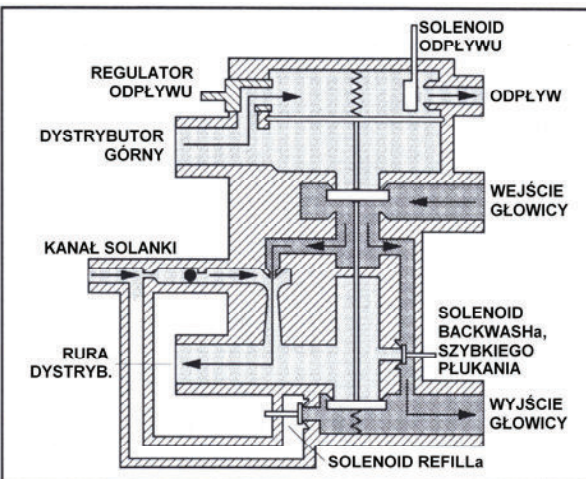 SOLENOID
ODPŁYWU
REGULATOR
ODPŁYWU
ODPŁYW
DYSTRYBUTOR
GÓRNY
WEJŚCIE
GŁOWICY
KANAŁ SOLANKI
SOLENOID
BACKWASHa,
SZYBKIEGO
PŁUKANIA
RURA
DYSTRYB.
WYJŚCIE
GŁOWICY
SOLENOID REFILLa